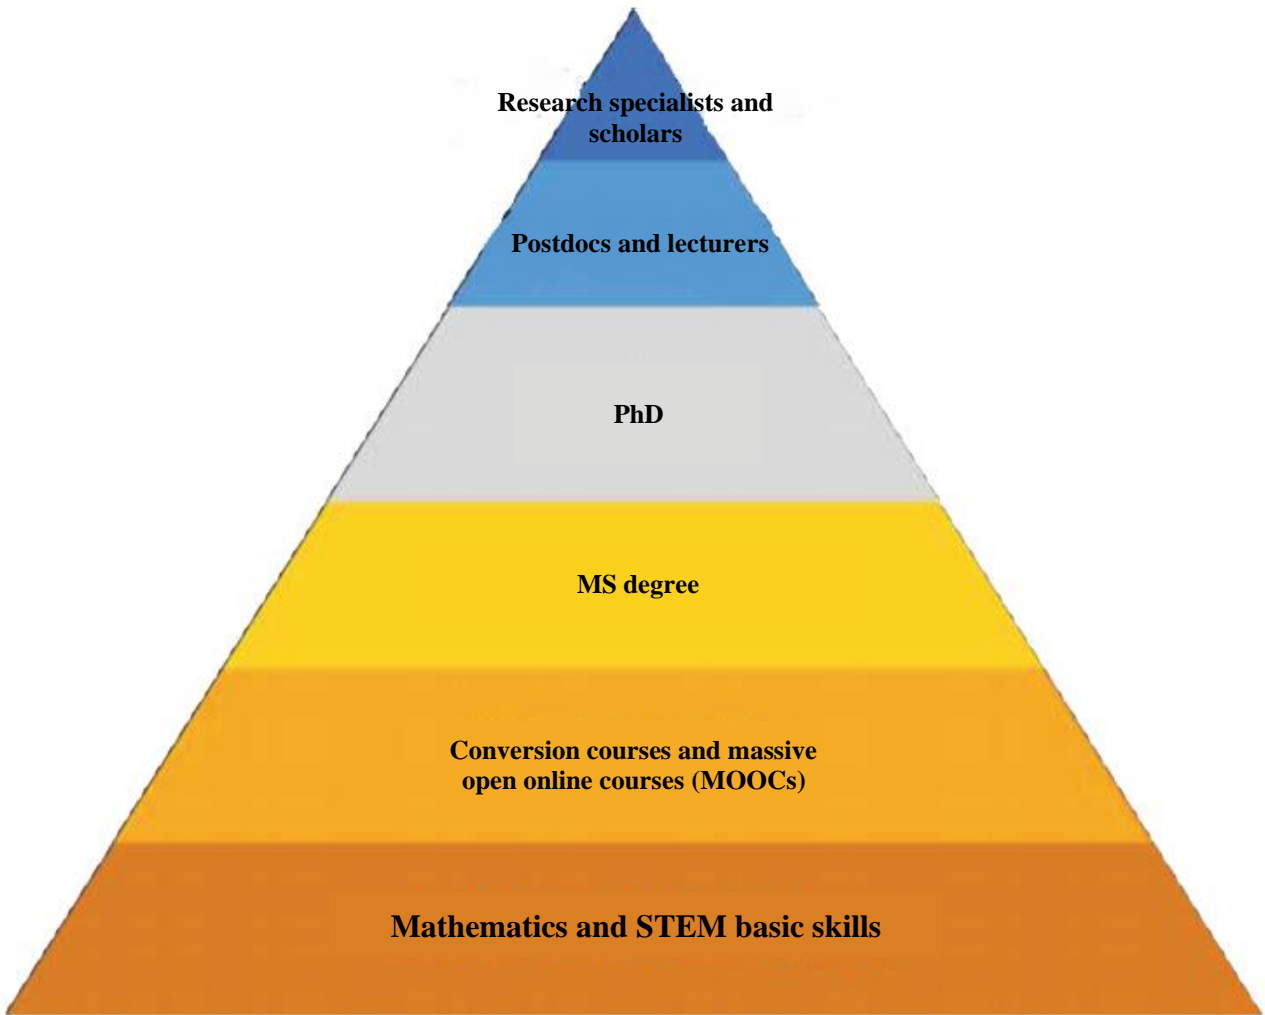 Research specialists and
scholars
Postdocs and lecturers
PhD
MS degree
Conversion courses and massive
open online courses (MOOCs)
Mathematics and STEM basic skills